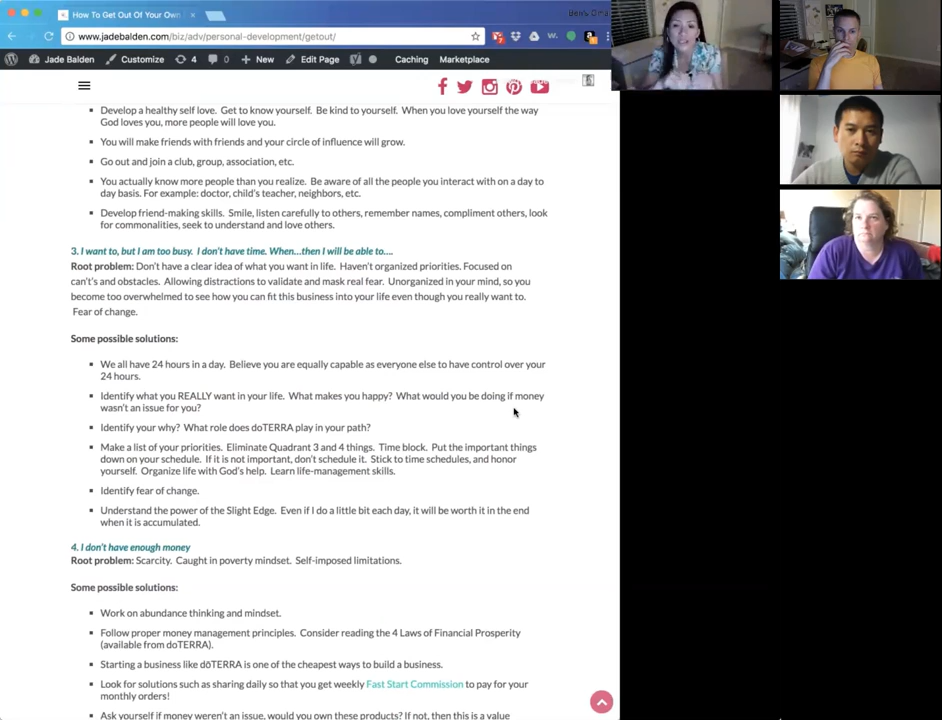 How To Get Out Of Your Own
www.jadebalden.com/biz/adv/personal-development/getout/
Jade Balden Customize 4 New Edit Page Caching Marketplace
Develop a healthy self love. Get to know yourself. Be kind to yourself. When you love yourself the way
God loves you, more people will love you.
You will make friends with friends and your circle of influence will grow.
Go out and join a club, group, association, etc.
You actually know more people than you realize. Be aware of all the people you interact with on a day to
day basis. For example: doctor, child's teacher, neighbors, etc.
Develop friend-making skills. Smile, listen carefully to others, remember names, compliment others, look
for commonalities, seek to understand and love others.
3. I want to, but I am too busy. I don't have time. When...then I will be able to....
Root problem: Don't have a clear idea of what you want in life. Haven't organized priorities. Focused on
can't's and obstacles. Allowing distractions to validate and mask real fear. Unorganized in your mind, so you
become too overwhelmed to see how you can fit this business into your life even though you really want to.
Fear of change.
Some possible solutions:
We all have 24 hours in a day. Believe you are equally capable as everyone else to have control over your
24 hours.
Identify what you REALLY want in your life. What makes you happy? What would you be doing if money
wasn't an issue for you?
Identify your why? What role does doTERRA play in your path?
Make a list of your priorities. Eliminate Quadrant 3 and 4 things. Time block. Put the important things
down on your schedule. If it is not important, don't schedule it. Stick to time schedules, and honor
yourself. Organize life with God's help. Learn life-management skills.
Identify fear of change.
Understand the power of the Slight Edge. Even if I do a little bit each day, it will be worth it in the end
when it is accumulated.
4. I don't have enough money
Root problem: Scarcity. Caught in poverty mindset. Self-imposed limitations.
Some possible solutions:
Work on abundance thinking and mindset.
Follow proper money management principles. Consider reading the 4 Laws of Financial Prosperity
(available from doTERRA).
Starting a business like dōTERRA is one of the cheapest ways to build a business.
Look for solutions such as sharing daily so that you get weekly Fast Start Commission to pay for your
monthly orders!
Ask yourself if money weren't an issue, would you own these products? If not, then this is a value